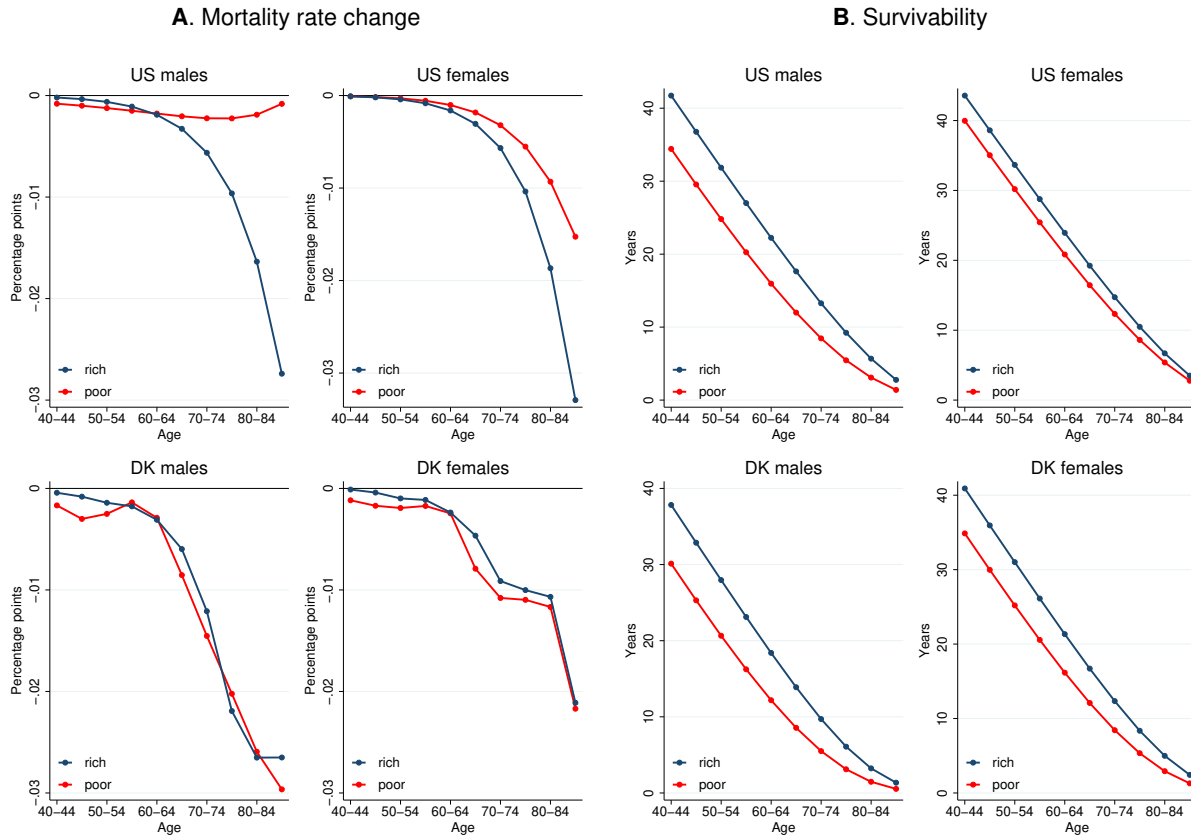 A. Mortality rate change
B. Survivability
US males
Percentage points
0
-.01
-.02
-.03
rich
poor
40–44 50–54 60–64 70–74 80–84
Age
US females
Percentage points
0
-.01
-.02
-.03
rich
poor
40–44 50–54 60–64 70–74 80–84
Age
US males
Years
40
30
20
10
0
rich
poor
40–44 50–54 60–64 70–74 80–84
Age
US females
Years
40
30
20
10
0
rich
poor
40–44 50–54 60–64 70–74 80–84
Age
DK males
Percentage points
0
-.01
-.02
-.03
rich
poor
40–44 50–54 60–64 70–74 80–84
Age
DK females
Percentage points
0
-.01
-.02
-.03
rich
poor
40–44 50–54 60–64 70–74 80–84
Age
DK males
Years
40
30
20
10
0
rich
poor
40–44 50–54 60–64 70–74 80–84
Age
DK females
Years
40
30
20
10
0
rich
poor
40–44 50–54 60–64 70–74 80–84
Age